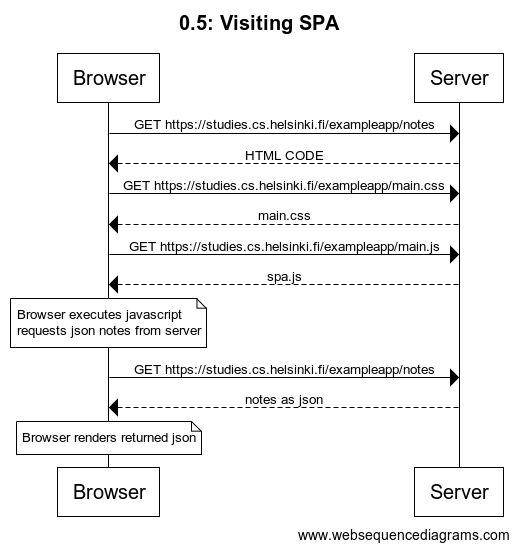 0.5: Visiting SPA
Browser
Server
GET https://studies.cs.helsinki.fi/exampleapp/notes
HTML CODE
GET https://studies.cs.helsinki.fi/exampleapp/main.css
main.css
GET https://studies.cs.helsinki.fi/exampleapp/main.js
spa.js
Browser executes javascript
requests json notes from server
GET https://studies.cs.helsinki.fi/exampleapp/notes
notes as json
Browser renders returned json
Browser
Server
www.websequencediagrams.com